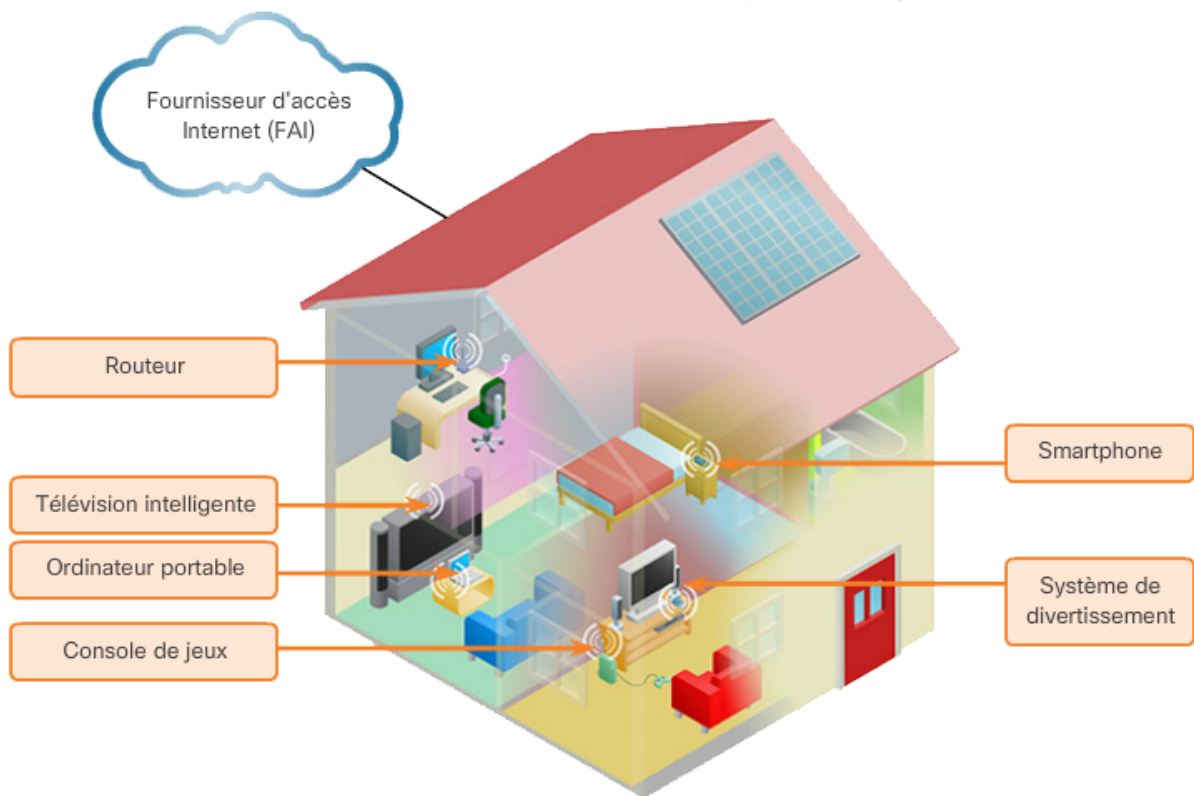 Fournisseur d'accès
Internet (FAI)
Routeur
Smartphone
Télévision intelligente
Ordinateur portable
Système de
divertissement
Console de jeux